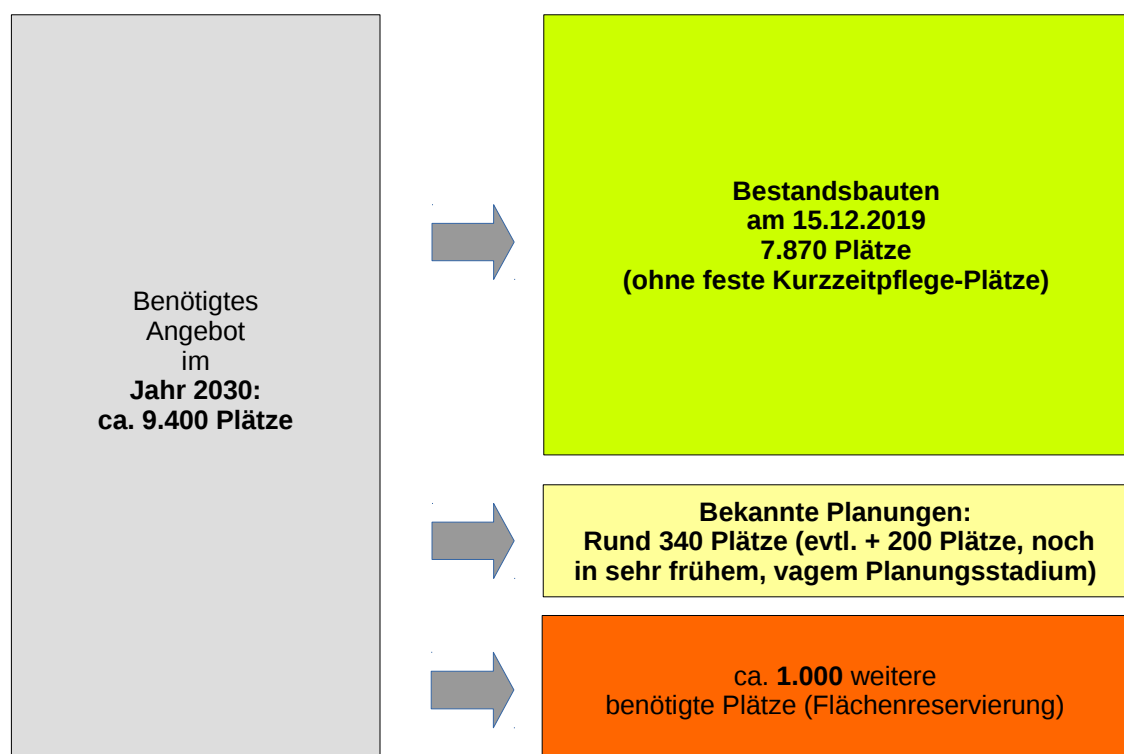 Benötigtes
Angebot
im
Jahr 2030:
ca. 9.400 Plätze
Bestandsbauten
am 15.12.2019
7.870 Plätze
(ohne feste Kurzzeitpflege-Plätze)
Bekannte Planungen:
Rund 340 Plätze (evtl. + 200 Plätze, noch
in sehr frühem, vagem Planungsstadium)
ca. 1.000 weitere
benötigte Plätze (Flächenreservierung)